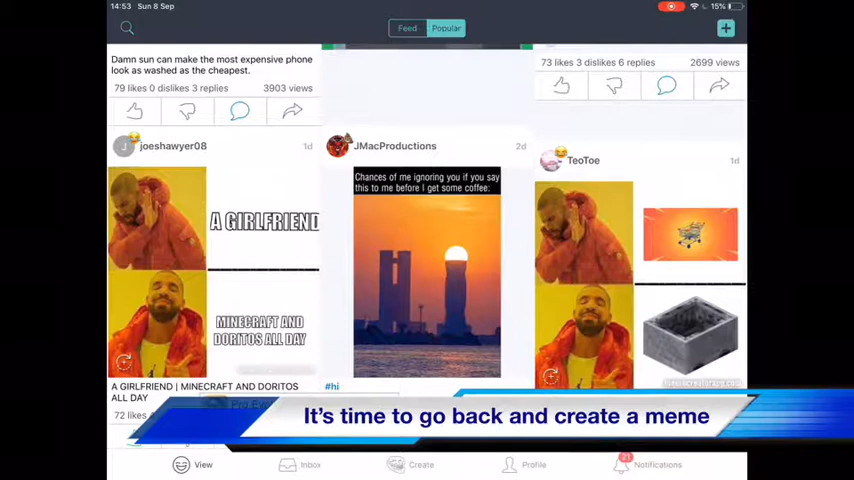 14:53 Sun 8 Sep
15%
Feed
Popular
Damn sun can make the most expensive phone
look as washed as the cheapest.
79 likes 0 dislikes 3 replies
3903 views
73 likes 3 dislikes 6 replies
2699 views
J
joeshawyer08
1d
JMacProductions
2d
TeoToe
1d
A GIRLFRIEND
MINECRAFT AND
DORITOS ALL DAY
Chances of me ignoring you if you say
this to me before I get some coffee:
A GIRLFRIEND | MINECRAFT AND DORITOS
ALL DAY
72 likes
#hi
It's time to go back and create a meme
View
Inbox
Create
Profile
Notifications